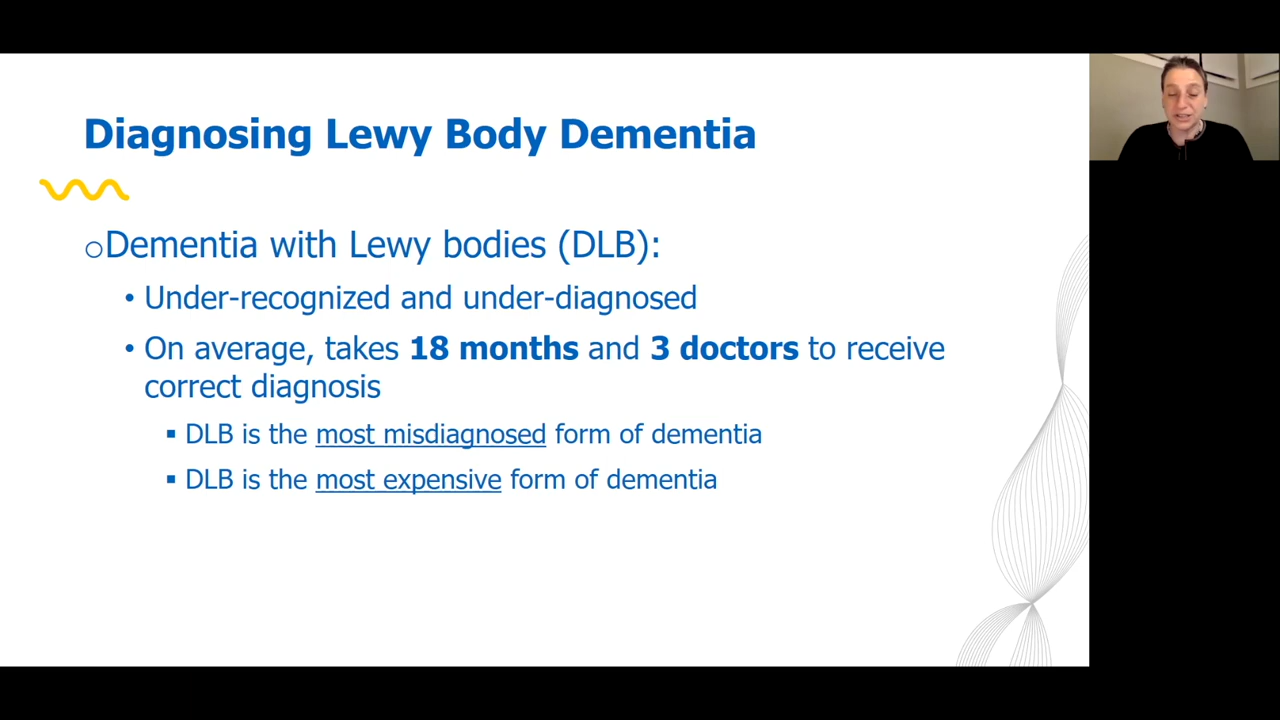 Diagnosing Lewy Body Dementia
oDementia with Lewy bodies (DLB):
• Under-recognized and under-diagnosed
• On average, takes 18 months and 3 doctors to receive
correct diagnosis
▪ DLB is the most misdiagnosed form of dementia
▪ DLB is the most expensive form of dementia